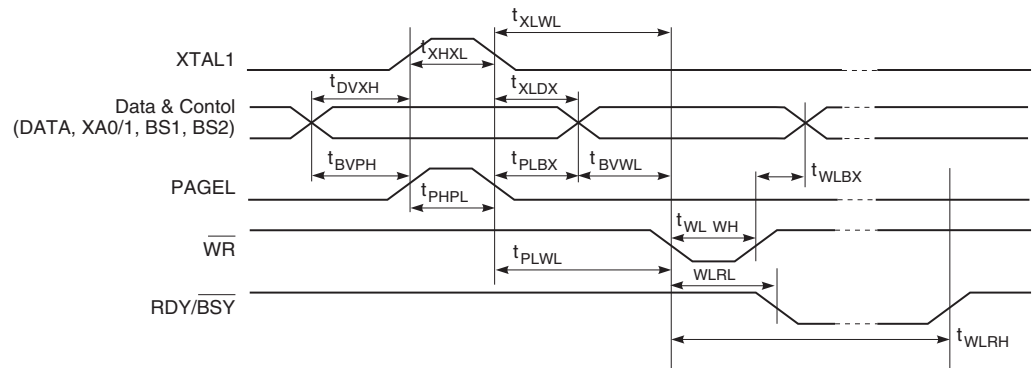 tXLWL
XTAL1
tXHXL
tDVXH
tXLDX
Data & Contol
(DATA, XA0/1, BS1, BS2)
tBVPH
tPLBX
tBVWL
tWLBX
PAGEL
tPHPL
tWL WH
WR
tPLWL
WLRL
RDY/BSY
tWLRH